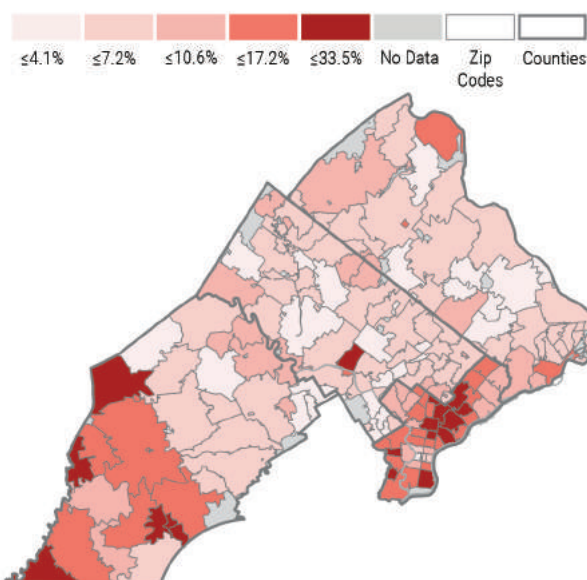 ≤4.1% ≤7.2% ≤10.6% ≤17.2% ≤33.5% No Data Zip Counties
Codes